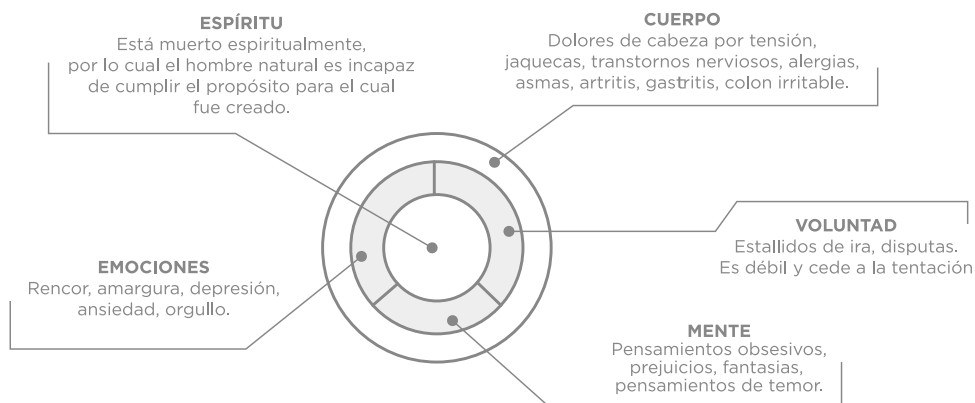 ESPÍRITU
Está muerto espiritualmente,
por lo cual el hombre natural es incapaz
de cumplir el propósito para el cual
fue creado.
CUERPO
Dolores de cabeza por tensión,
jaquecas, transtornos nerviosos, alergias,
asmas, artritis, gastritis, colon irritable.
VOLUNTAD
Estallidos de ira, disputas.
Es débil y cede a la tentación
EMOCIONES
Rencor, amargura, depresión,
ansiedad, orgullo.
MENTE
Pensamientos obsesivos,
prejuicios, fantasias,
pensamientos de temor.